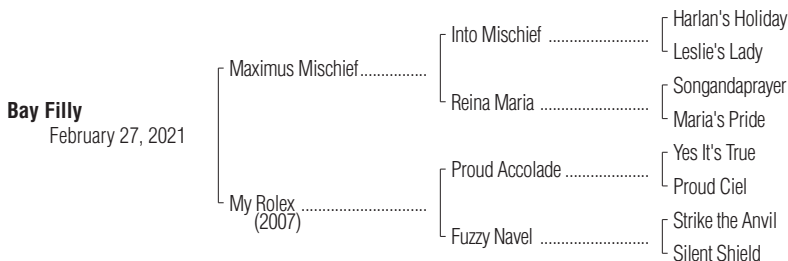 Harlan's Holiday
Into Mischief ........................
Leslie's Lady
Maximus Mischief................
Songandaprayer
Reina Maria ..........................
Maria's Pride
Bay Filly
February 27, 2021
Yes It's True
Proud Accolade ....................
Proud Ciel
My Rolex ..............................
(2007)
Strike the Anvil
Fuzzy Navel ..........................
Silent Shield